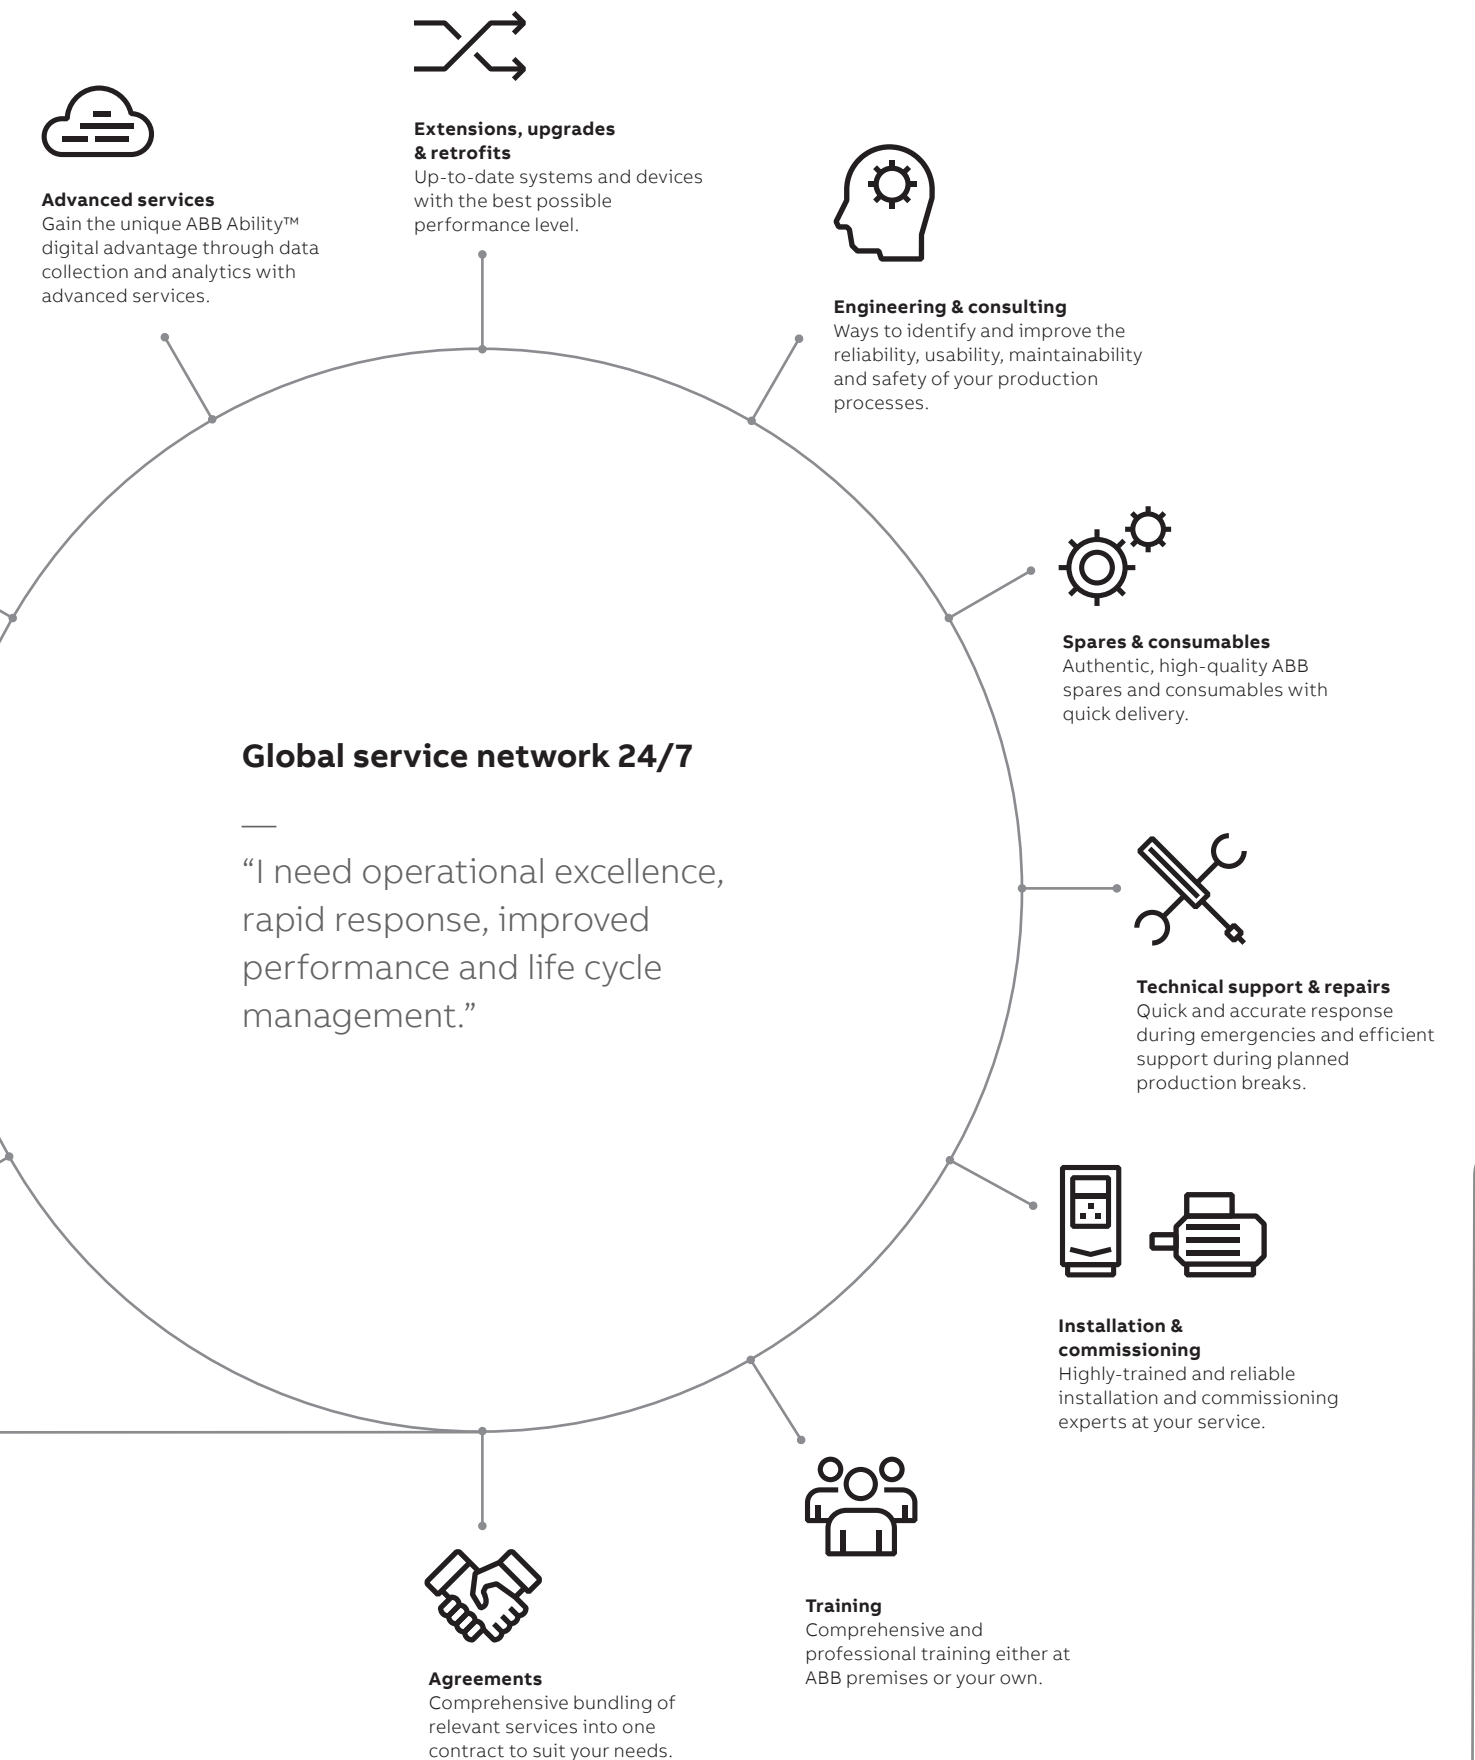 Extensions, upgrades
& retrofits
Up-to-date systems and devices
with the best possible
performance level.
Advanced services
Gain the unique ABB Ability™
digital advantage through data
collection and analytics with
advanced services.
Engineering & consulting
Ways to identify and improve the
reliability, usability, maintainability
and safety of your production
processes.
Spares & consumables
Authentic, high-quality ABB
spares and consumables with
quick delivery.
Global service network 24/7
“I need operational excellence,
rapid response, improved
performance and life cycle
management.”
Technical support & repairs
Quick and accurate response
during emergencies and efficient
support during planned
production breaks.
Installation &
commissioning
Highly-trained and reliable
installation and commissioning
experts at your service.
Training
Comprehensive and
professional training either at
ABB premises or your own.
Agreements
Comprehensive bundling of
relevant services into one
contract to suit your needs.